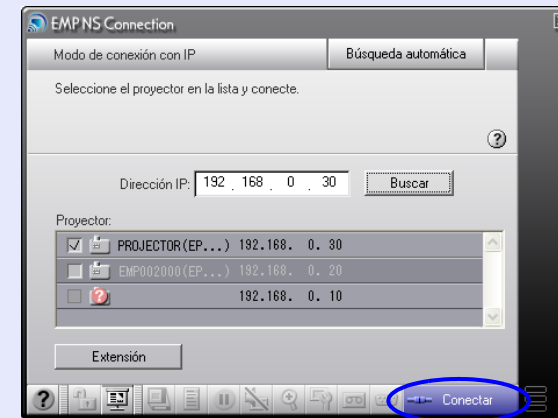 EMP NS Connection
Modo de conexión con IP Búsqueda automática
Seleccione el proyector en la lista y conecte.
Dirección IP: 192 . 168 . 0 . 30 Buscar
Proyector:
PROJECTOR(EP...) 192.168. 0. 30
EMP002000(EP...) 192.168. 0. 20
192.168. 0. 10
Extensión
Conectar